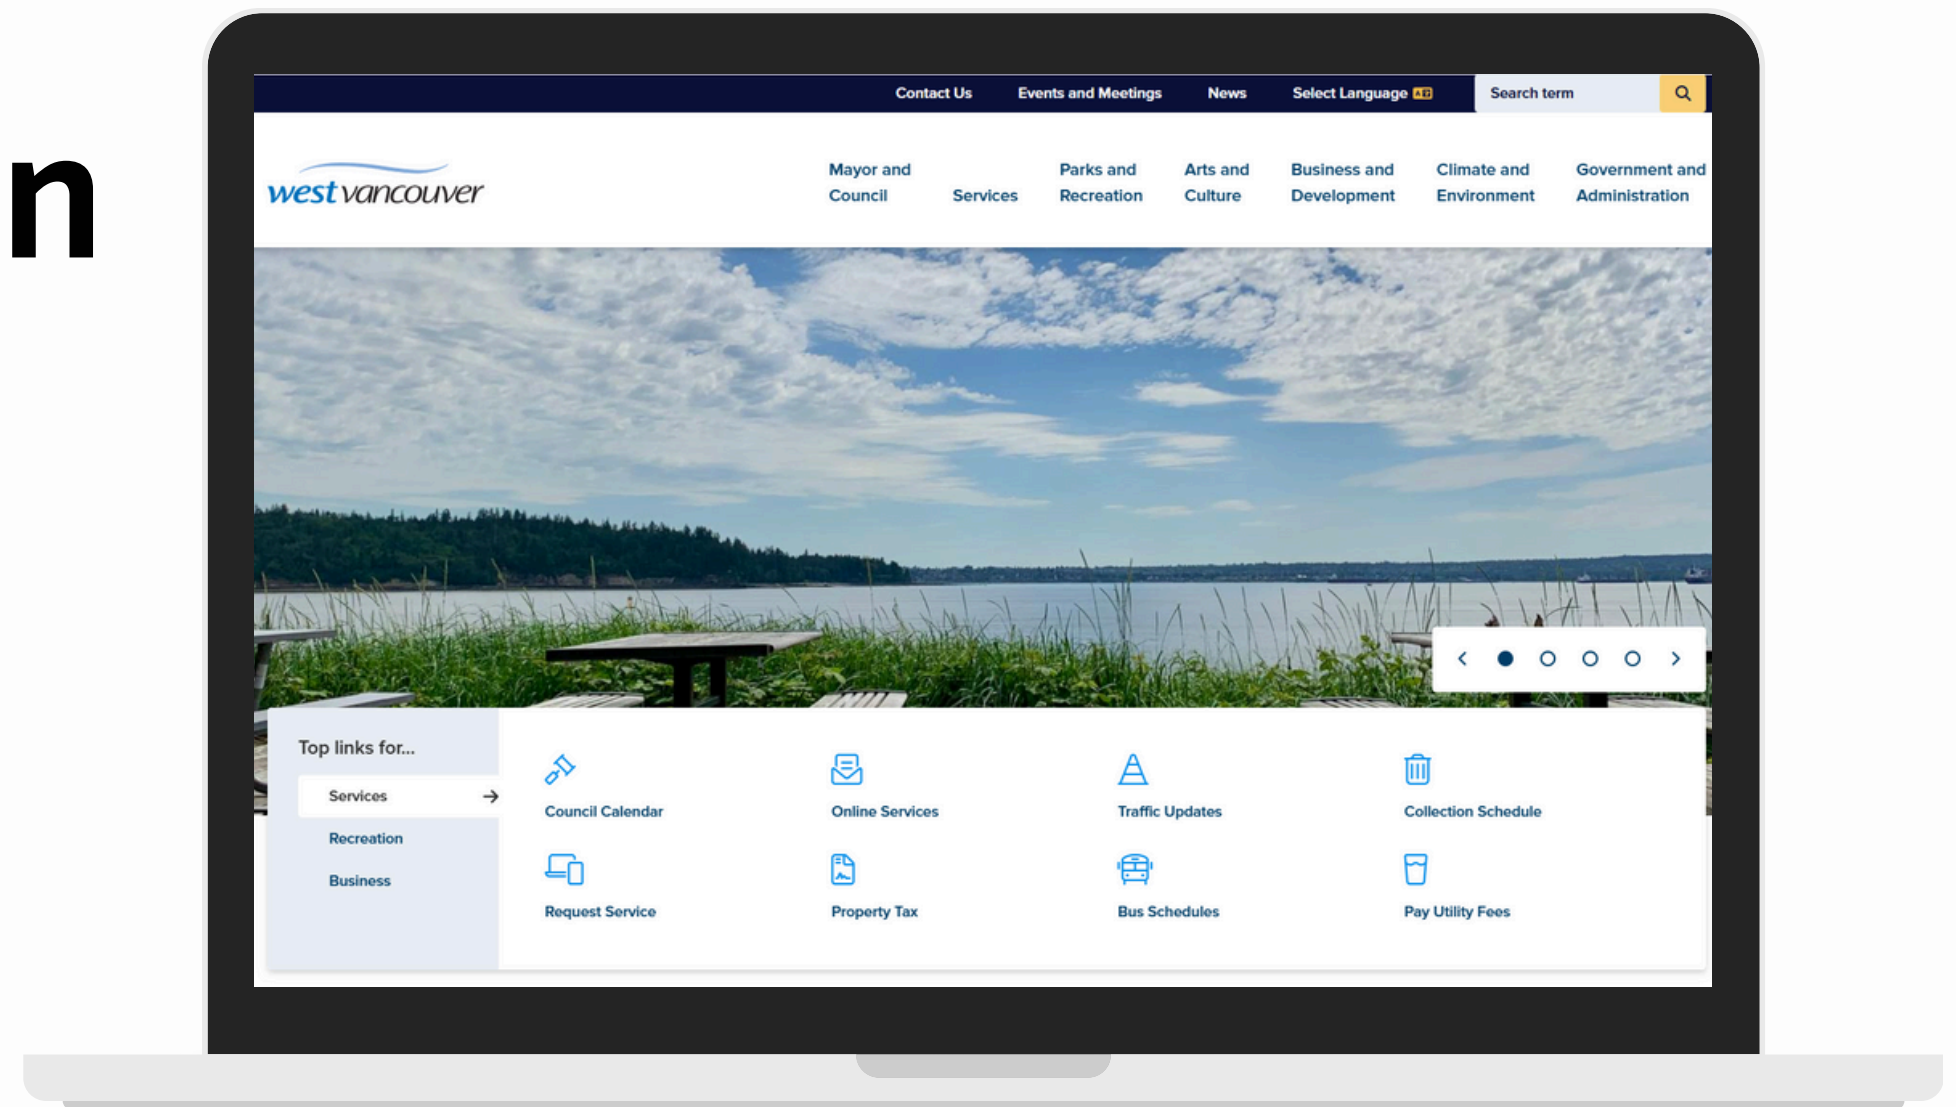 n
Contact Us Events and Meetings News Select Language Search term
west vancouver
Mayor and Council
Services
Parks and Recreation
Arts and Culture
Business and Development
Climate and Environment
Government and Administration
Top links for...
Services
Recreation
Business
Council Calendar Online Services Traffic Updates Collection Schedule
Request Service Property Tax Bus Schedules Pay Utility Fees